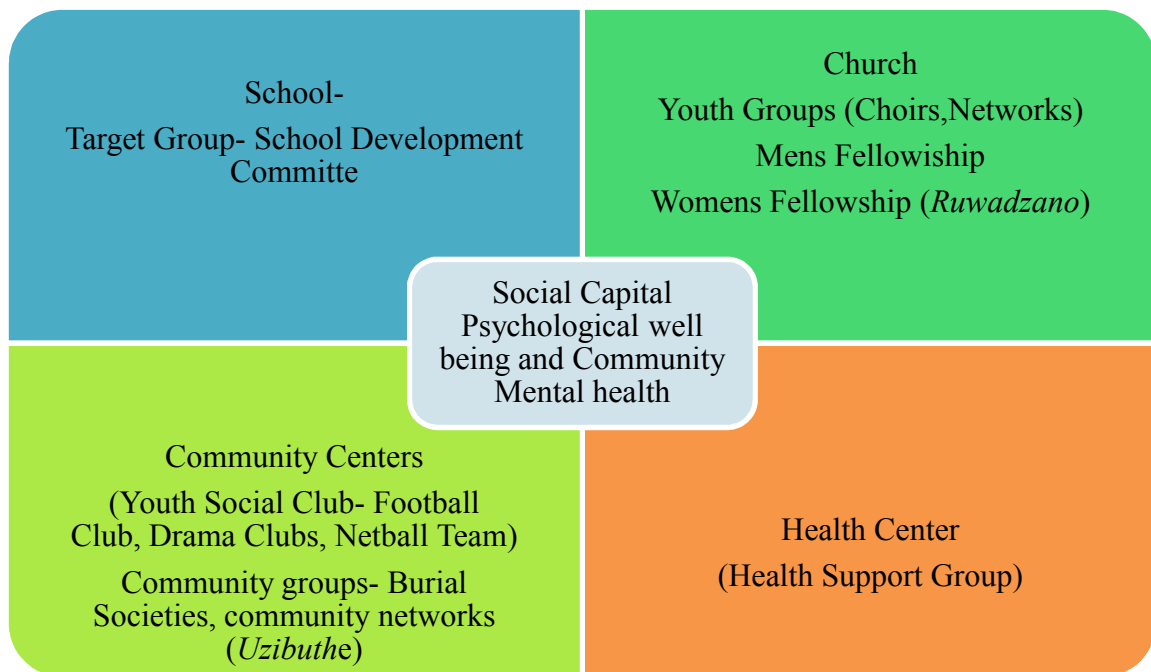 School-
Target Group- School Development
Committe
Church
Youth Groups (Choirs,Networks)
Mens Fellowiship
Womens Fellowship (Ruwadzano)
Social Capital
Psychological well
being and Community
Mental health
Community Centers
(Youth Social Club- Football
Club, Drama Clubs, Netball Team)
Community groups- Burial
Societies, community networks
(Uzibuthe)
Health Center
(Health Support Group)